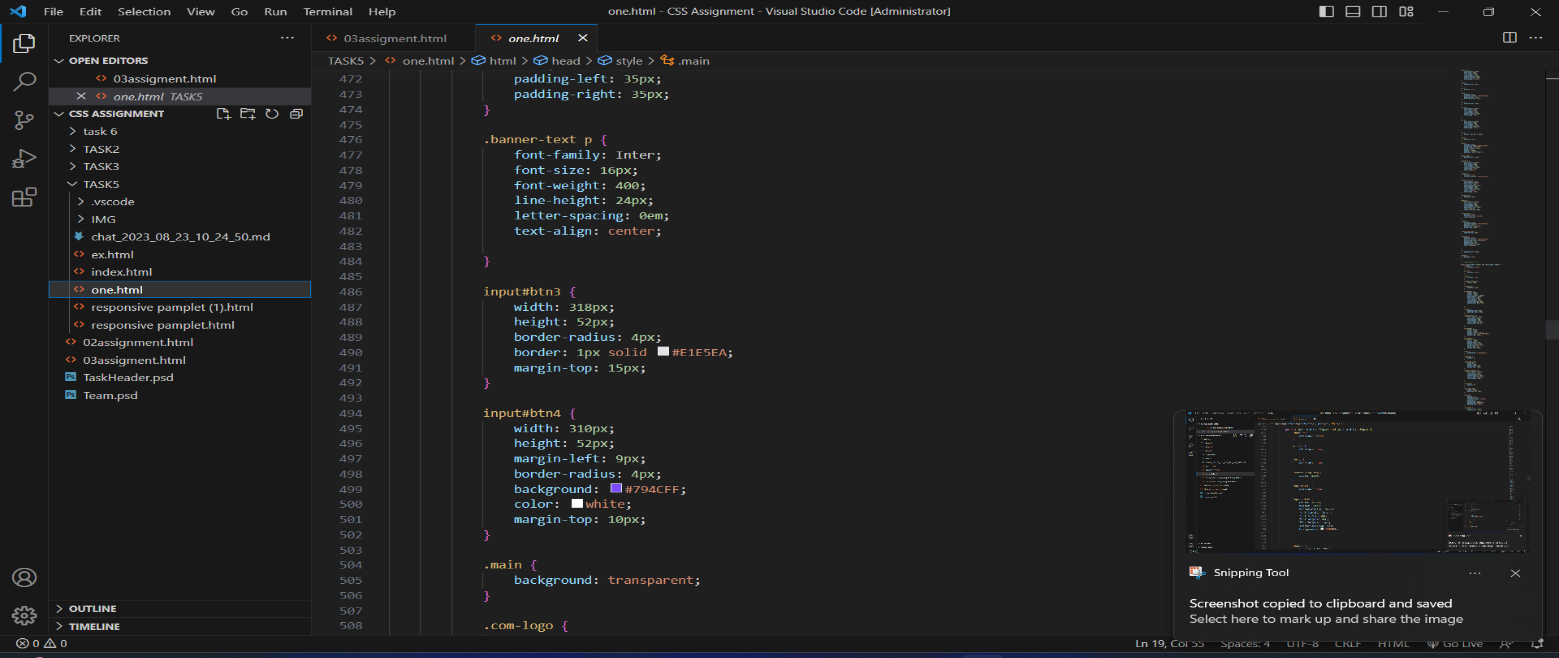 File Edit Selection View Go Run Terminal Help
one.html - CSS Assignment - Visual Studio Code [Administrator]
EXPLORER
OPEN EDITORS
03assigment.html
one.html TASK5
CSS ASSIGNMENT
task 6
TASK2
TASK3
TASK5
.vscode
IMG
chat_2023_08_23_10_24_50.md
ex.html
index.html
one.html
responsive pamplet (1).html
responsive pamplet.html
02assignment.html
03assigment.html
TaskHeader.psd
Team.psd
OUTLINE
TIMELINE
03assigment.html one.html
TASK5 > one.html > html > head > style > .main
472 padding-left: 35px;
473 padding-right: 35px;
474 }
475
476 .banner-text p {
477 font-family: Inter;
478 font-size: 16px;
479 font-weight: 400;
480 line-height: 24px;
481 letter-spacing: 0em;
482 text-align: center;
483
484 }
485
486 input#btn3 {
487 width: 318px;
488 height: 52px;
489 border-radius: 4px;
490 border: 1px solid #E1E5EA;
491 margin-top: 15px;
492 }
493
494 input#btn4 {
495 width: 310px;
496 height: 52px;
497 margin-left: 9px;
498 border-radius: 4px;
499 background: #794CFF;
500 color: white;
501 margin-top: 10px;
502 }
503
504 .main {
505 background: transparent;
506 }
507
508 .com-logo {
Snipping Tool
Screenshot copied to clipboard and saved
Select here to mark up and share the image
0 0
Ln 19, Col 55 Spaces: 4 UTF-8 CRLF HTML Go Live